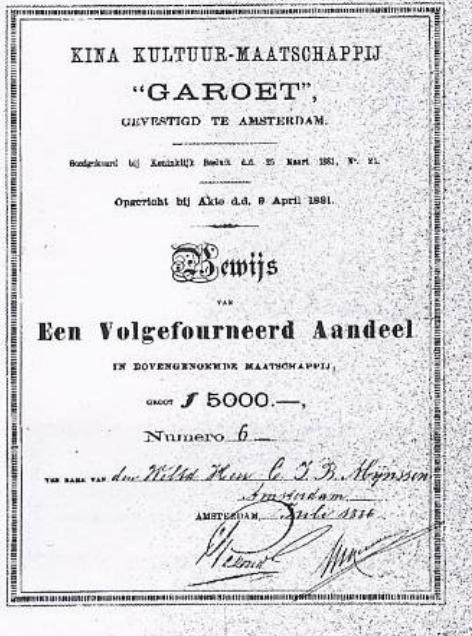 KINA KULTUUR-MAATSCHAPPIJ
"GAROET",
GEVESTIGD TE AMSTERDAM.
Goedgekeurd bij Koninklijk Besluit d.d. 25 Maart 1881, No. 21.
Opgericht bij Akte d.d. 9 April 1881.
Bewijs
VAN
Een Volgefourneerd Aandeel
IN BOVENGENOEMDE MAATSCHAPPIJ,
GROOT ƒ 5000.—,
Numero 6
TEN NAME VAN den Heer C. J. B.
Amsterdam
AMSTERDAM,